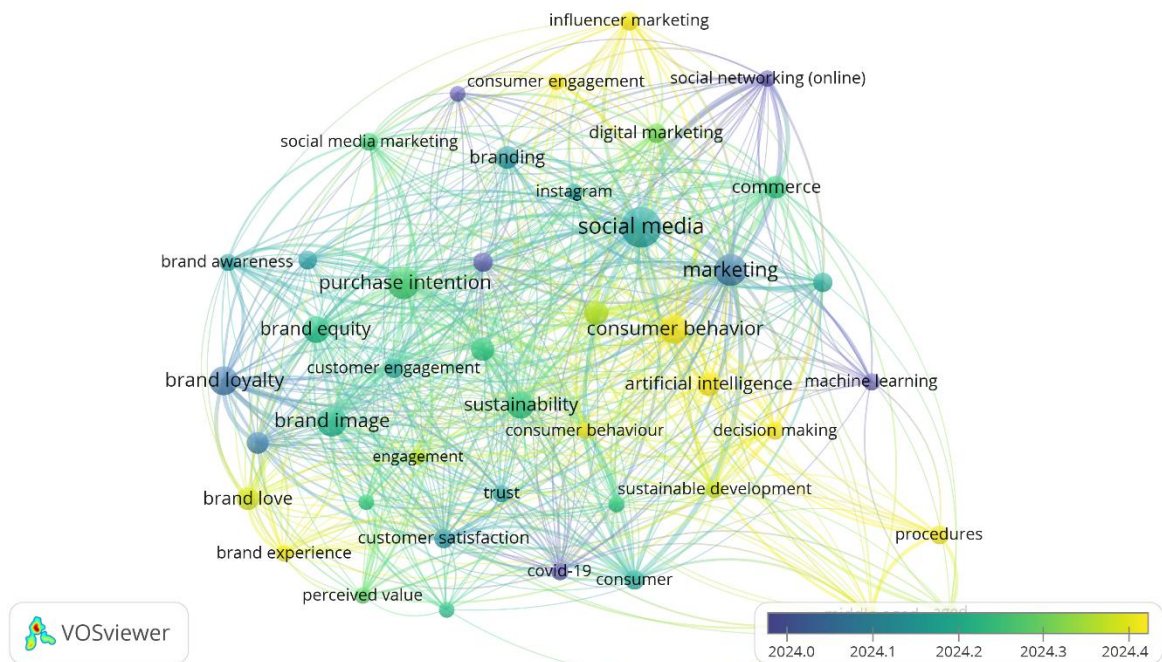 influencer marketing
consumer engagement
social networking (online)
social media marketing
digital marketing
branding
instagram
commerce
social media
brand awareness
marketing
purchase intention
brand equity
consumer behavior
customer engagement
brand loyalty
artificial intelligence
machine learning
sustainability
brand image
consumer behaviour
decision making
engagement
trust
sustainable development
brand love
procedures
customer satisfaction
brand experience
covid-19
consumer
perceived value
VOSviewer
2024.0 2024.1 2024.2 2024.3 2024.4